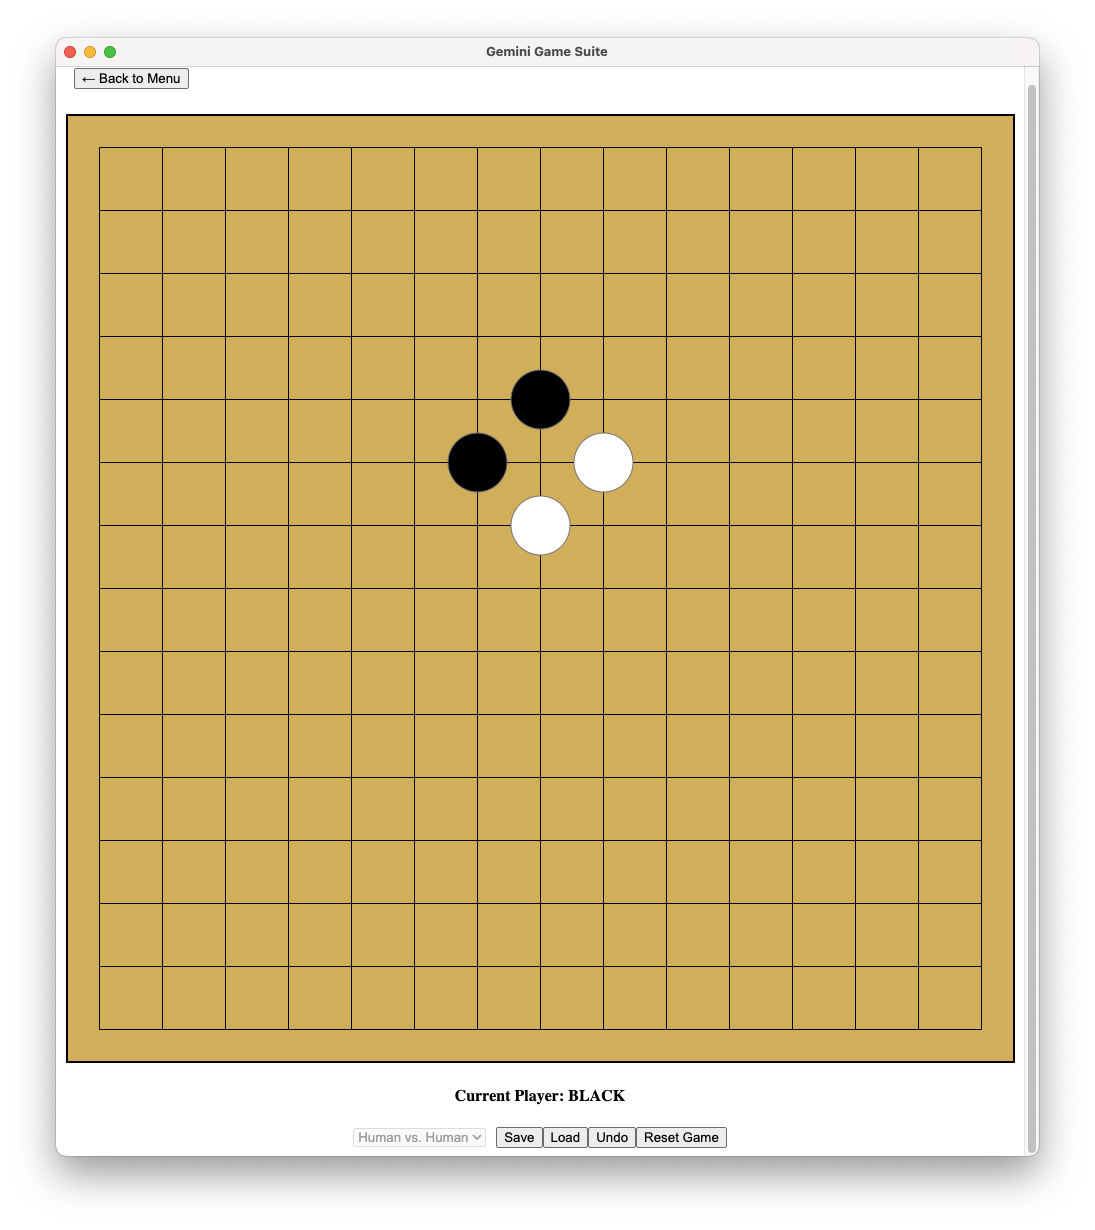 Gemini Game Suite
← Back to Menu
Current Player: BLACK
Human vs. Human Save Load Undo Reset Game